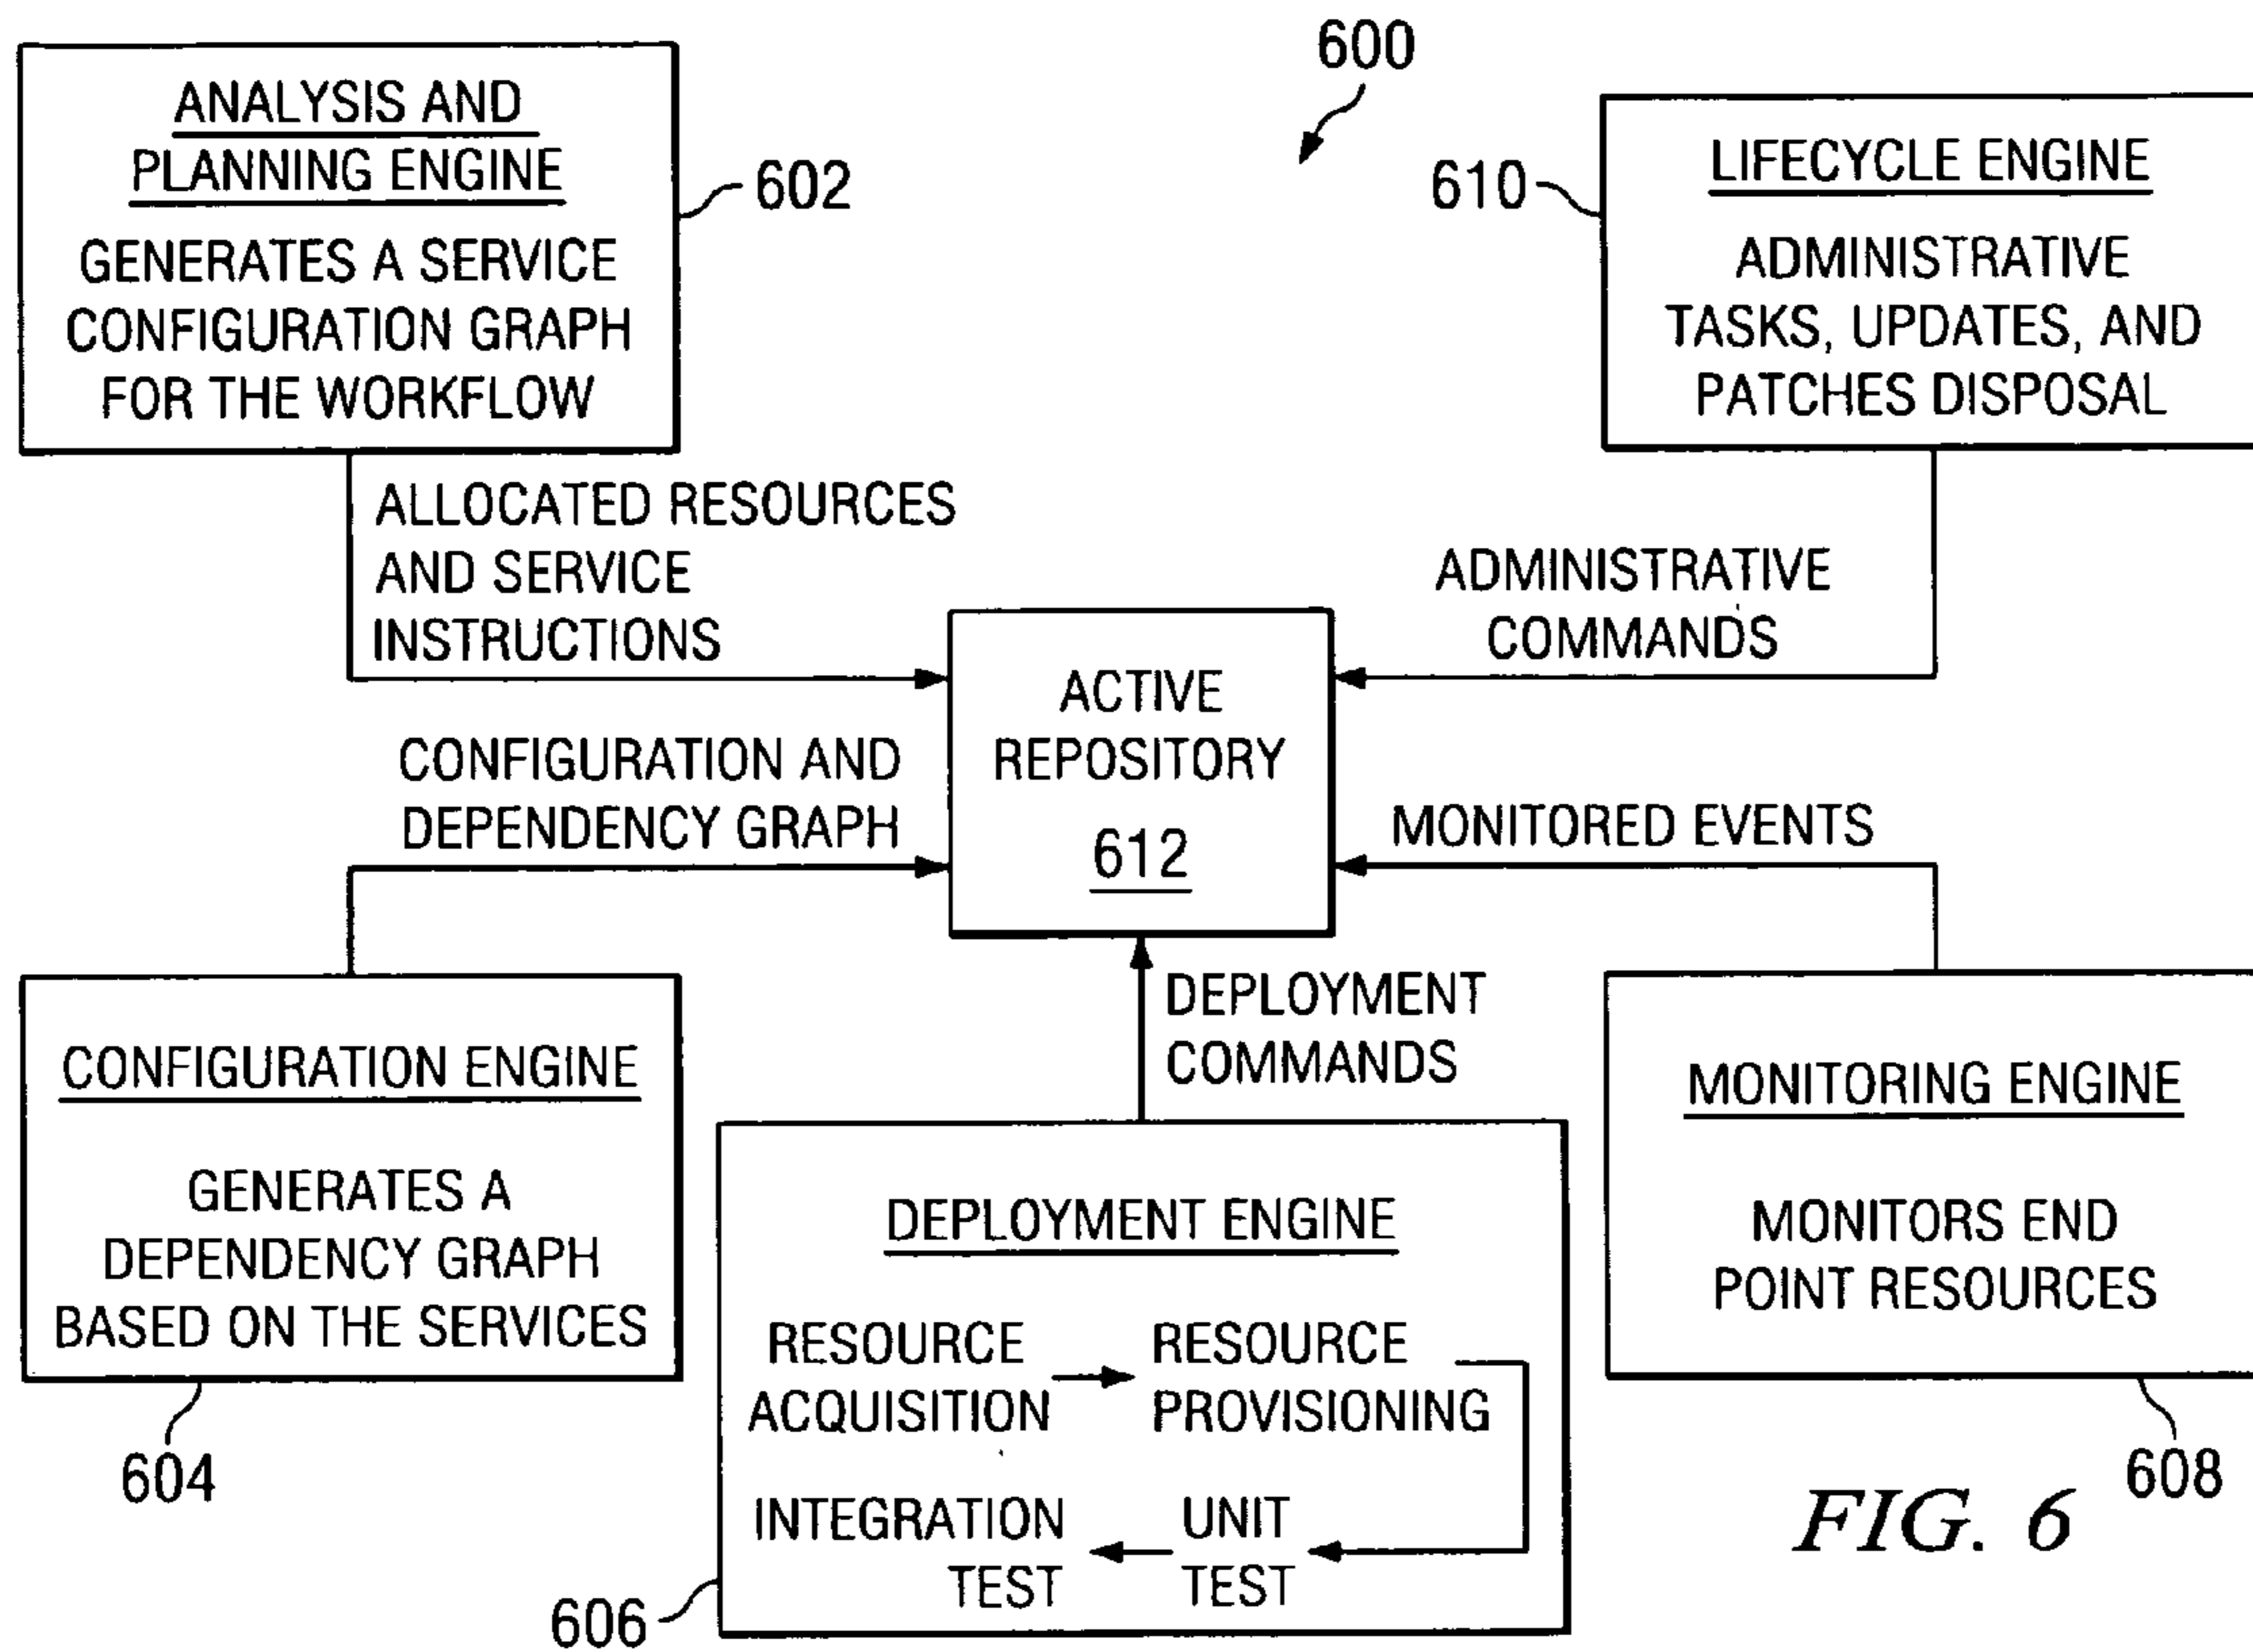 600
ANALYSIS AND
PLANNING ENGINE
602
GENERATES A SERVICE
CONFIGURATION GRAPH
FOR THE WORKFLOW
610
LIFECYCLE ENGINE
ADMINISTRATIVE
TASKS, UPDATES, AND
PATCHES DISPOSAL
ALLOCATED RESOURCES
AND SERVICE
INSTRUCTIONS
ADMINISTRATIVE
COMMANDS
ACTIVE
REPOSITORY
612
CONFIGURATION AND
DEPENDENCY GRAPH
MONITORED EVENTS
DEPLOYMENT
COMMANDS
CONFIGURATION ENGINE
GENERATES A
DEPENDENCY GRAPH
BASED ON THE SERVICES
604
DEPLOYMENT ENGINE
RESOURCE
ACQUISITION
RESOURCE
PROVISIONING
UNIT
TEST
INTEGRATION
TEST
606
MONITORING ENGINE
MONITORS END
POINT RESOURCES
608
FIG. 6